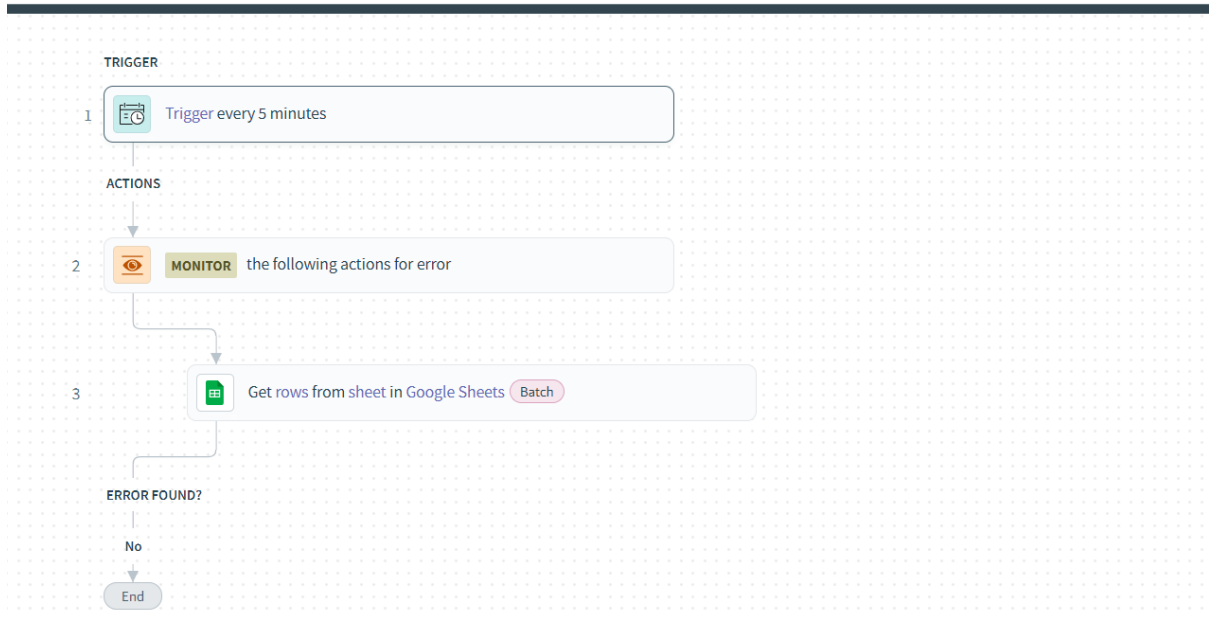 TRIGGER
1
Trigger every 5 minutes
ACTIONS
2
MONITOR the following actions for error
3
Get rows from sheet in Google Sheets Batch
ERROR FOUND?
No
End